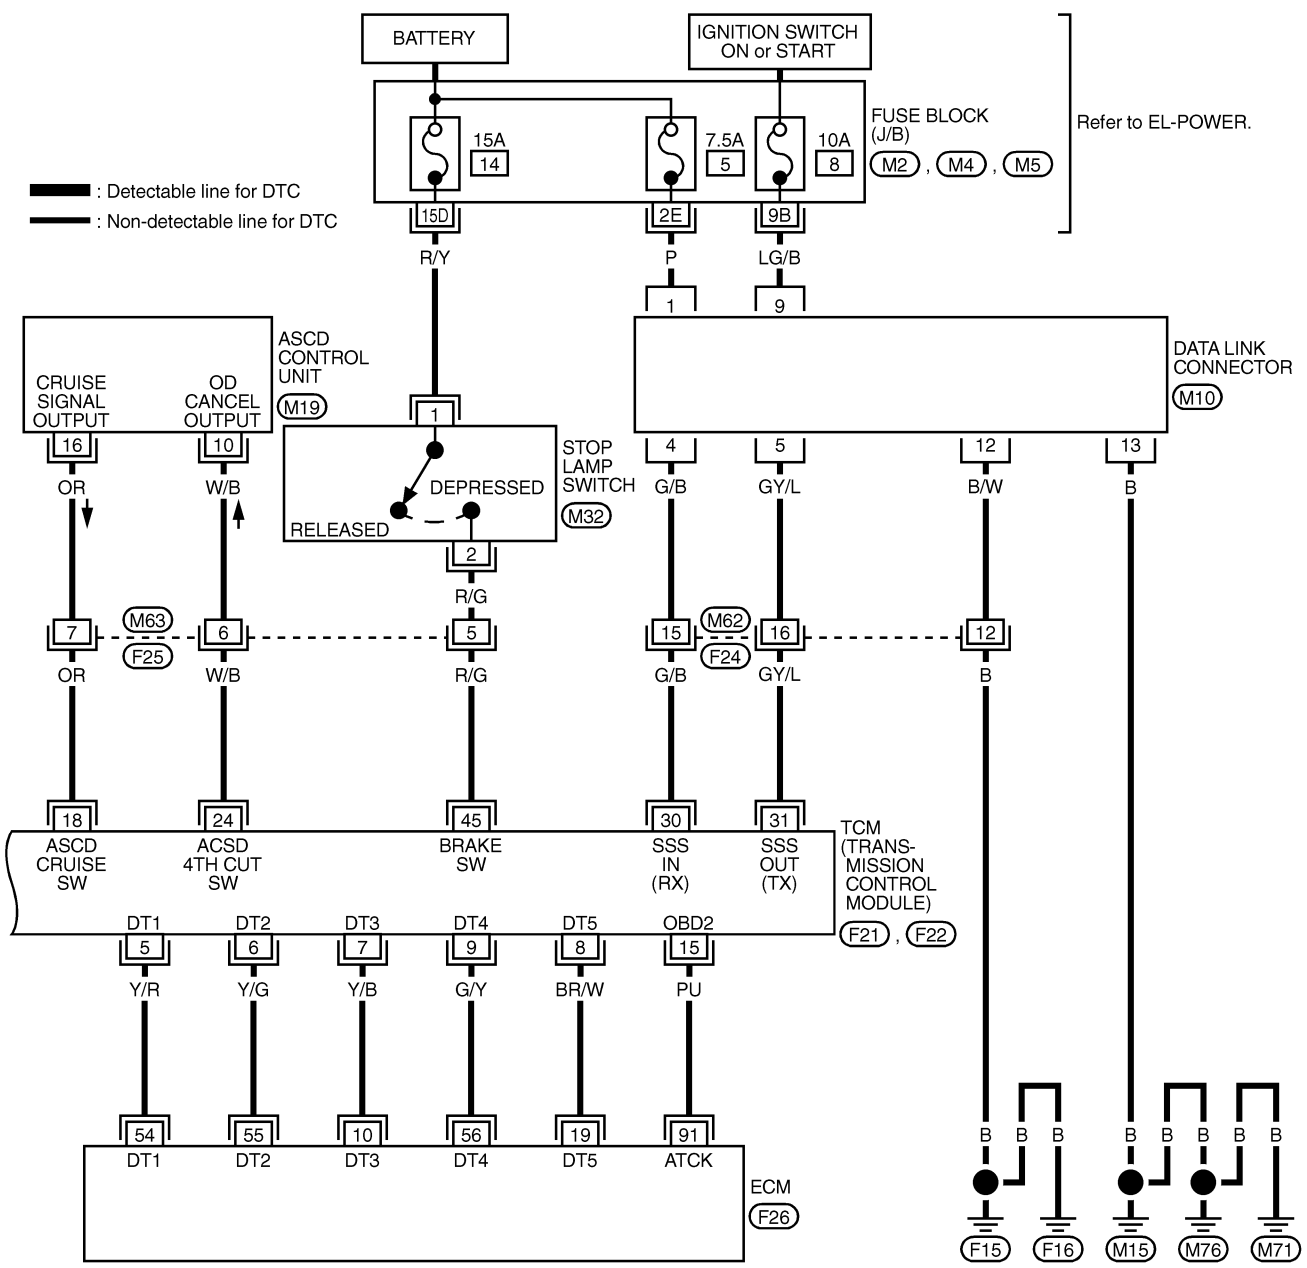 BATTERY
IGNITION SWITCH
ON or START
15A
14
7.5A
5
10A
8
FUSE BLOCK
(J/B)
M2 , M4 , M5
Refer to EL-POWER.
: Detectable line for DTC
: Non-detectable line for DTC
15D
2E
9B
R/Y
P
LG/B
1
9
ASCD
CONTROL
UNIT
M19
CRUISE
SIGNAL
OUTPUT
OD
CANCEL
OUTPUT
DATA LINK
CONNECTOR
M10
16
10
1
4
5
12
13
STOP
LAMP
SWITCH
M32
DEPRESSED
RELEASED
OR
W/B
G/B
GY/L
B/W
B
2
R/G
7
M63
F25
6
5
15
M62
F24
16
12
OR
W/B
R/G
G/B
GY/L
B
18
24
45
30
31
ASCD
CRUISE
SW
ACSD
4TH CUT
SW
BRAKE
SW
SSS
IN
(RX)
SSS
OUT
(TX)
TCM
(TRANS-
MISSION
CONTROL
MODULE)
F21 , F22
DT1
DT2
DT3
DT4
DT5
OBD2
5
6
7
9
8
15
Y/R
Y/G
Y/B
G/Y
BR/W
PU
54
55
10
56
19
91
DT1
DT2
DT3
DT4
DT5
ATCK
ECM
F26
B
B
B
B
B
B
B
B
F15
F16
M15
M76
M71